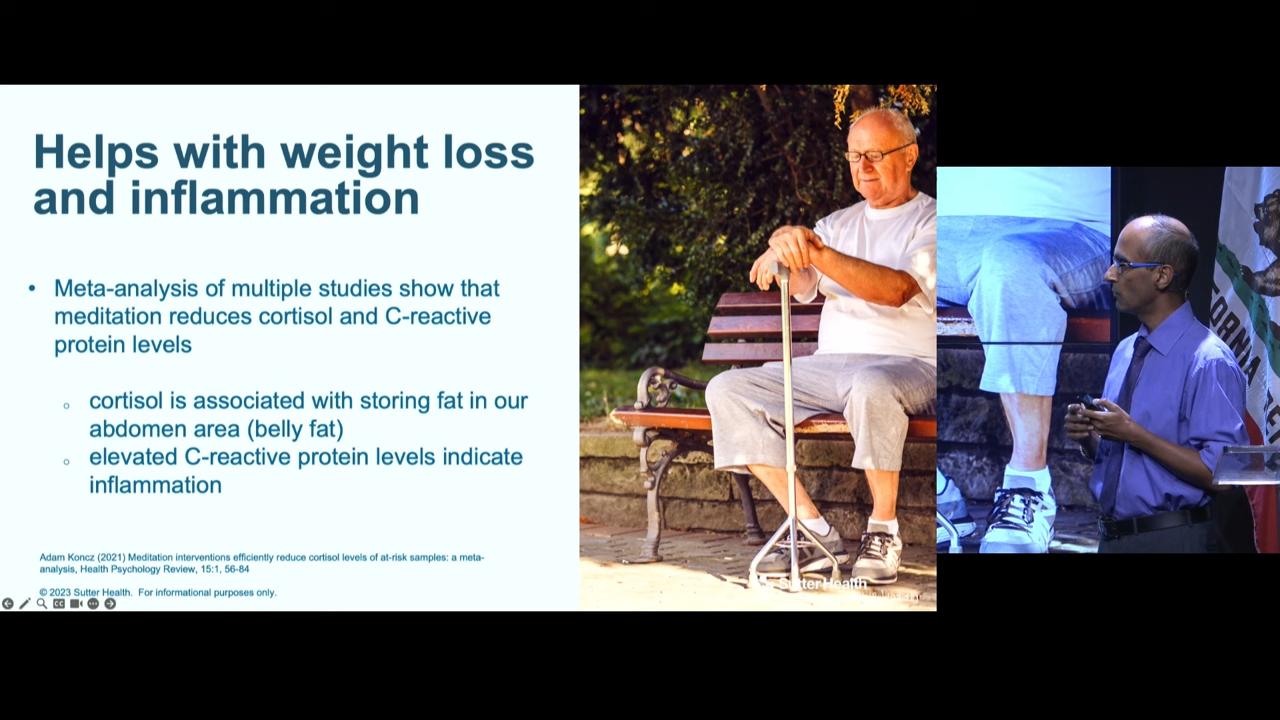 Helps with weight loss
and inflammation
• Meta-analysis of multiple studies show that
meditation reduces cortisol and C-reactive
protein levels
○ cortisol is associated with storing fat in our
abdomen area (belly fat)
○ elevated C-reactive protein levels indicate
inflammation
Adam Koncz (2021) Meditation interventions efficiently reduce cortisol levels of at-risk samples: a meta-
analysis, Health Psychology Review, 15:1, 56-84
© 2023 Sutter Health. For informational purposes only.
CC
Sutter Health